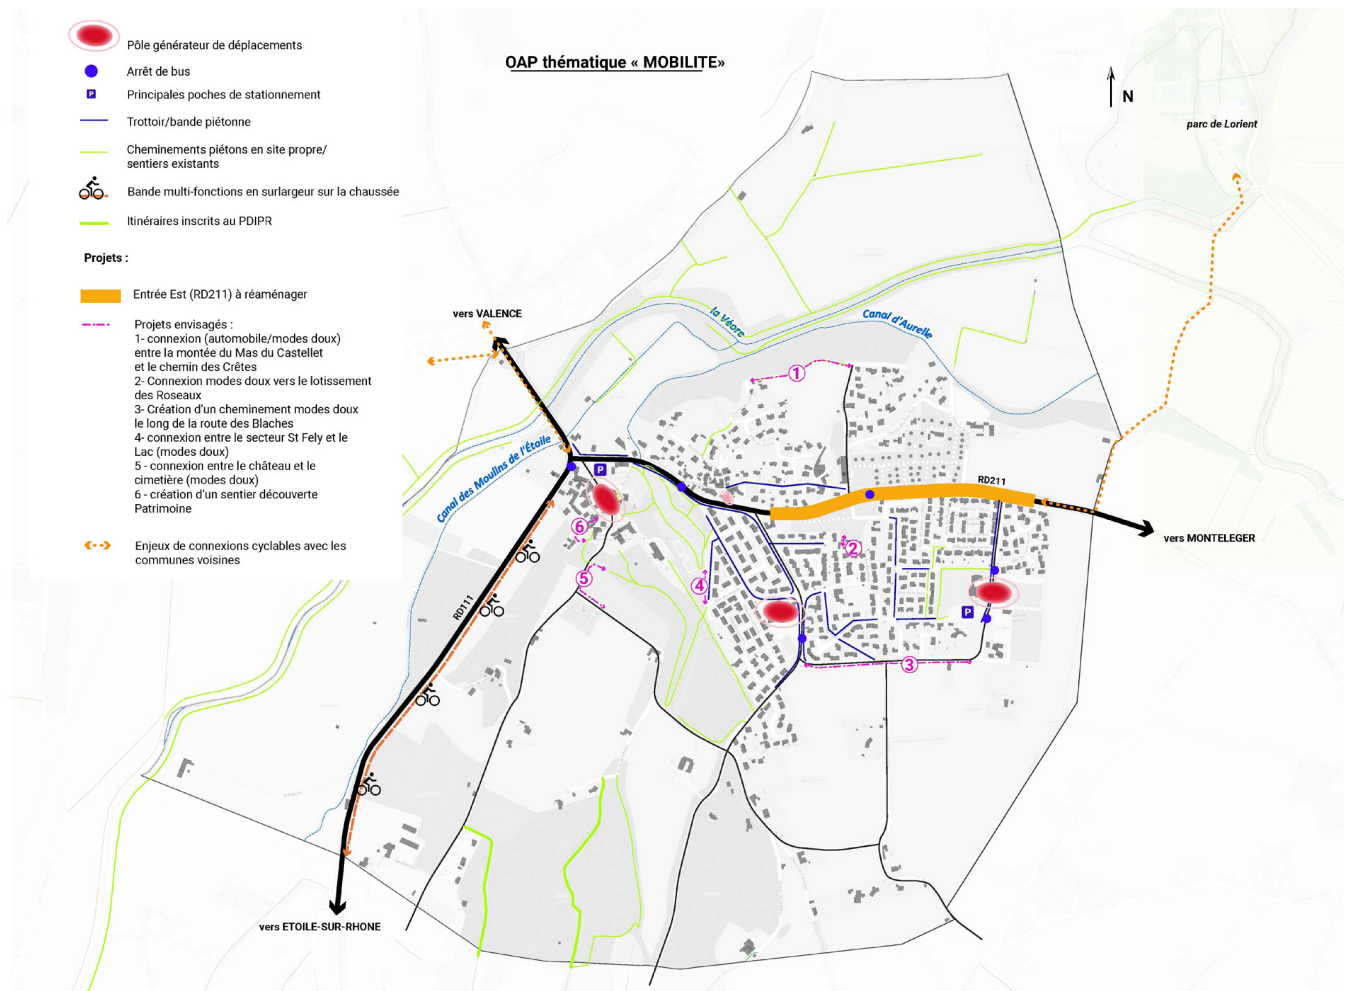 OAP thématique « MOBILITE»
Pôle générateur de déplacements
Arrêt de bus
P
Principales poches de stationnement
Trottoir/bande piétonne
Cheminements piétons en site propre/
sentiers existants
Bande multi-fonctions en surlargeur sur la chaussée
Itinéraires inscrits au PDIPR
Projets :
Entrée Est (RD211) à réaménager
Projets envisagés :
1- connexion (automobile/modes doux)
entre la montée du Mas du Castellet
et le chemin des Crêtes
2- Connexion modes doux vers le lotissement
des Roseaux
3- Création d'un cheminement modes doux
le long de la route des Blaches
4- connexion entre le secteur St Fely et le
Lac (modes doux)
5 - connexion entre le château et le
cimetière (modes doux)
6 - création d'un sentier découverte
Patrimoine
Enjeux de connexions cyclables avec les
communes voisines
N
parc de Lorient
vers VALENCE
la Véore
Canal d'Aurelle
1
Canal des Moulins de l'Étoile
P
RD211
6
2
vers MONTELEGER
5
4
P
RD111
3
vers ETOILE-SUR-RHONE